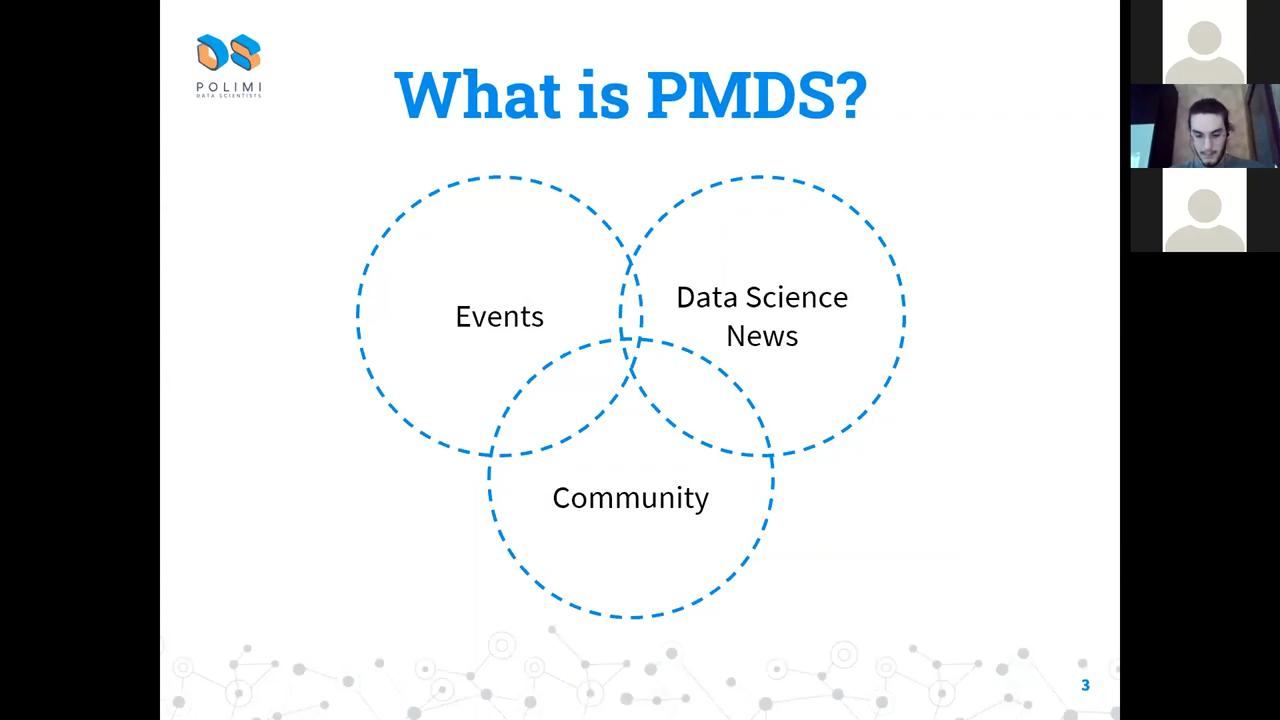 POLIMI
DATA SCIENTISTS
What is PMDS?
Events
Data Science
News
Community
3